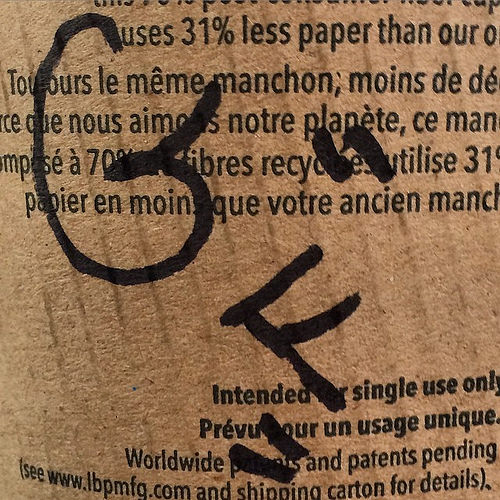 uses 31% less paper than our o
Toujours le même manchon; moins de dé
rce que nous aimons notre planète, ce man
omposé à 70% de fibres recyclées utilise 31%
papier en moins que votre ancien manch
G "
F "
Intended for single use only
Prévu pour un usage unique.
Worldwide patents and patents pending
(see www.lbpmfg.com and shipping carton for details).